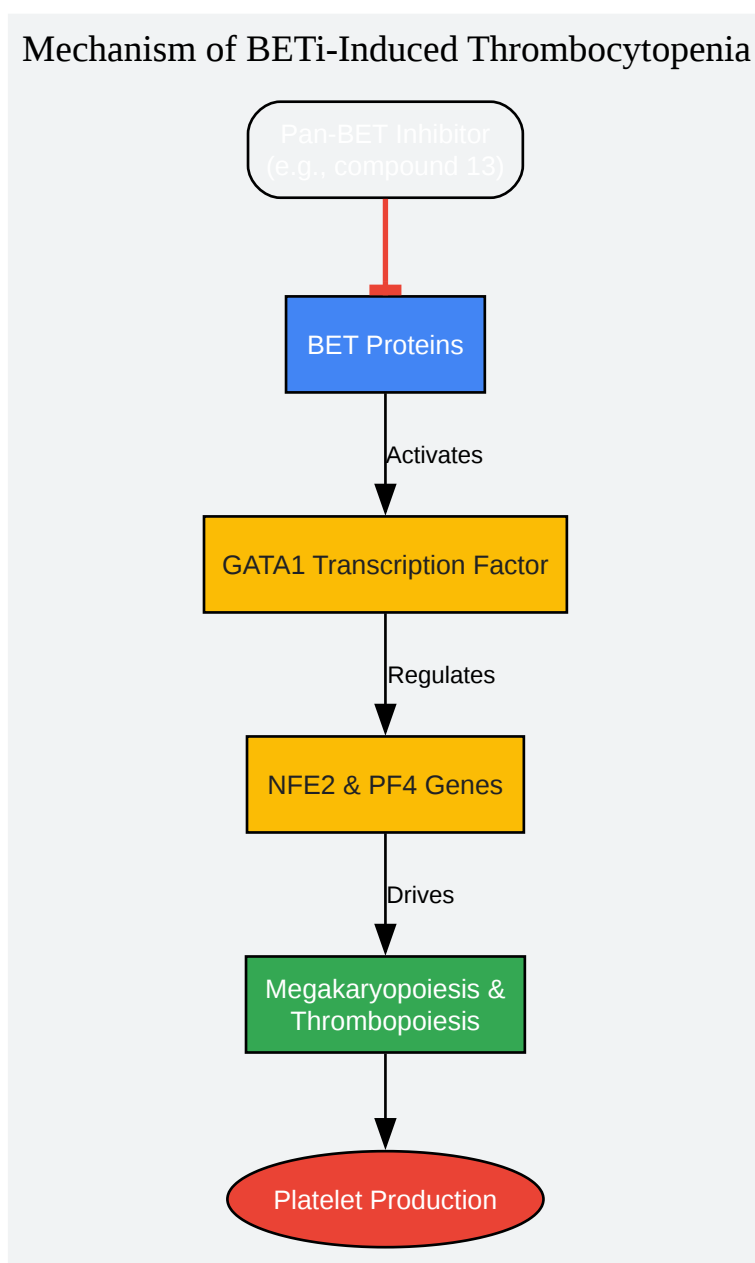 Mechanism of BETi-Induced Thrombocytopenia
Pan-BET Inhibitor
(e.g., compound 13)
BET Proteins
Activates
GATA1 Transcription Factor
Regulates
NFE2 & PF4 Genes
Drives
Megakaryopoiesis &
Thrombopoiesis
Platelet Production